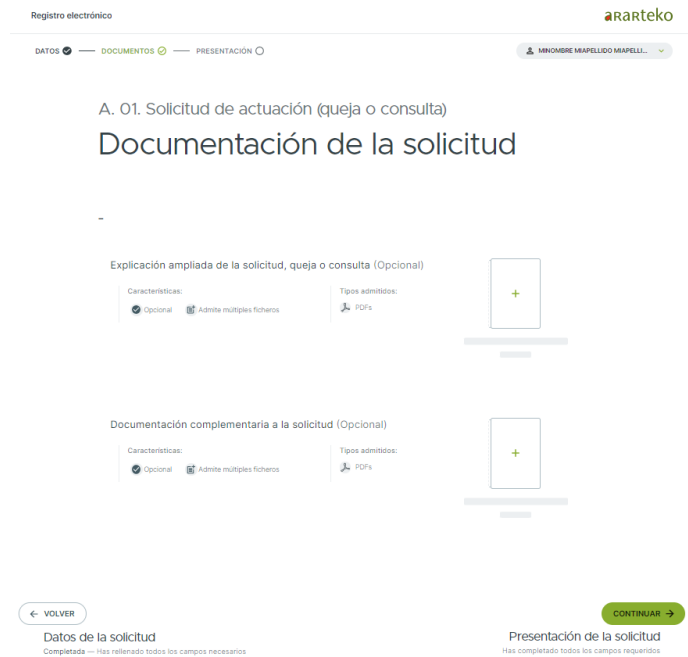 Registro electrónico
aRaRteko
DATOS
DOCUMENTOS
PRESENTACIÓN
MINOMBRE MIAPELLIDO MIAPELLI...
A. 01. Solicitud de actuación (queja o consulta)
Documentación de la solicitud
-
Explicación ampliada de la solicitud, queja o consulta (Opcional)
Características:
Opcional
Admite múltiples ficheros
Tipos admitidos:
PDFs
+
Documentación complementaria a la solicitud (Opcional)
Características:
Opcional
Admite múltiples ficheros
Tipos admitidos:
PDFs
+
← VOLVER
CONTINUAR →
Datos de la solicitud
Completada — Has rellenado todos los campos necesarios
Presentación de la solicitud
Has completado todos los campos requeridos